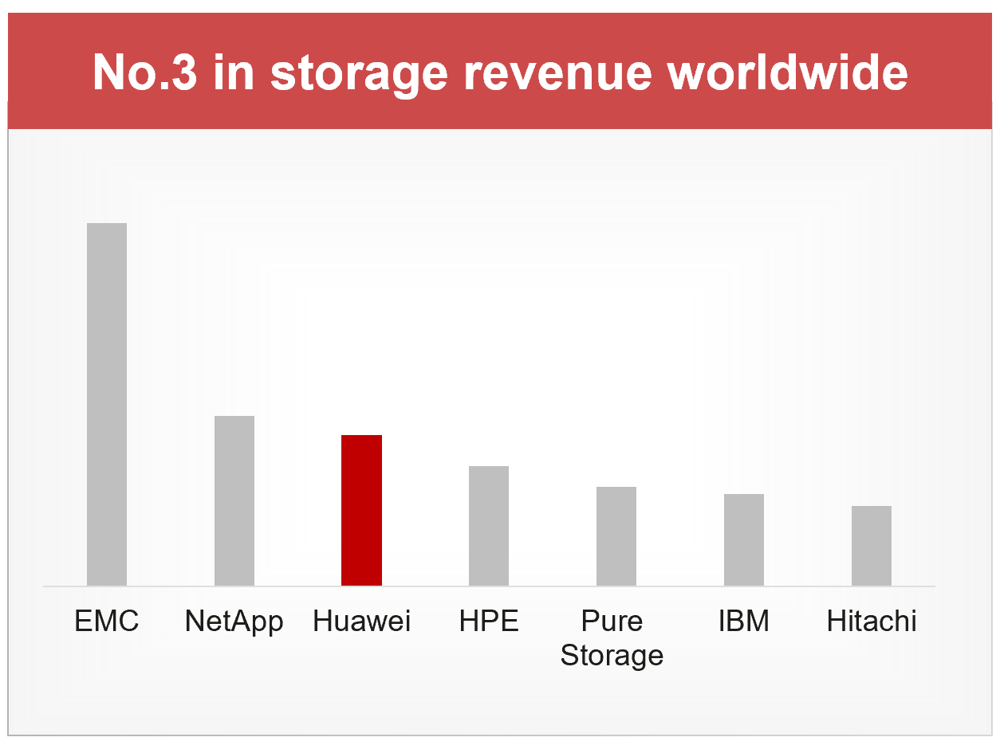 No.3 in storage revenue worldwide
EMC
NetApp
Huawei
HPE
Pure
Storage
IBM
Hitachi